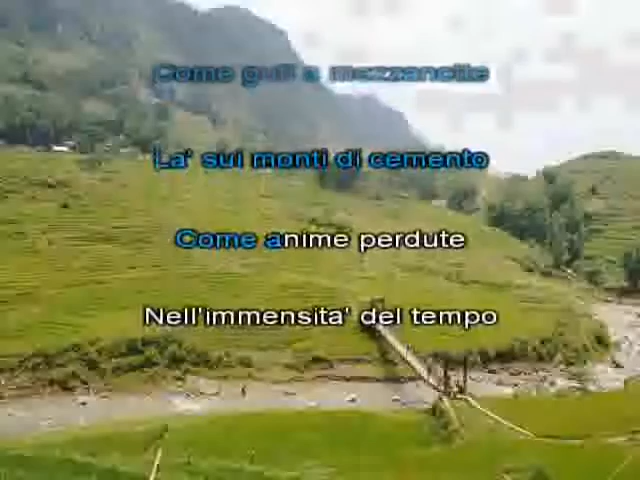 Come gufi a mezzanotte
La' sui monti di cemento
Come anime perdute
Nell'immensita' del tempo